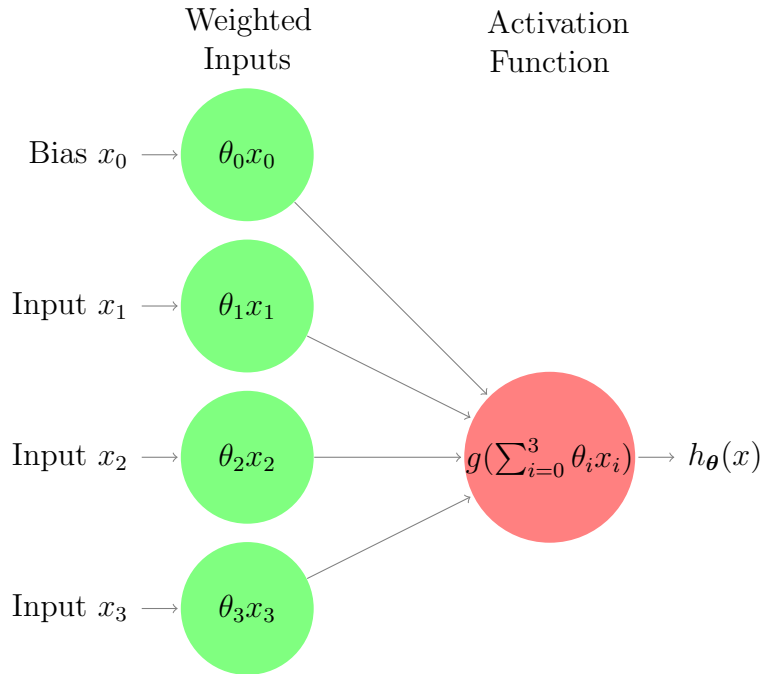 Weighted
Inputs
Activation
Function
Bias x₀
θ₀x₀
Input x₁
θ₁x₁
Input x₂
θ₂x₂
g(∑³ᵢ₌₀ θᵢxᵢ)
h_𝜽(x)
Input x₃
θ₃x₃